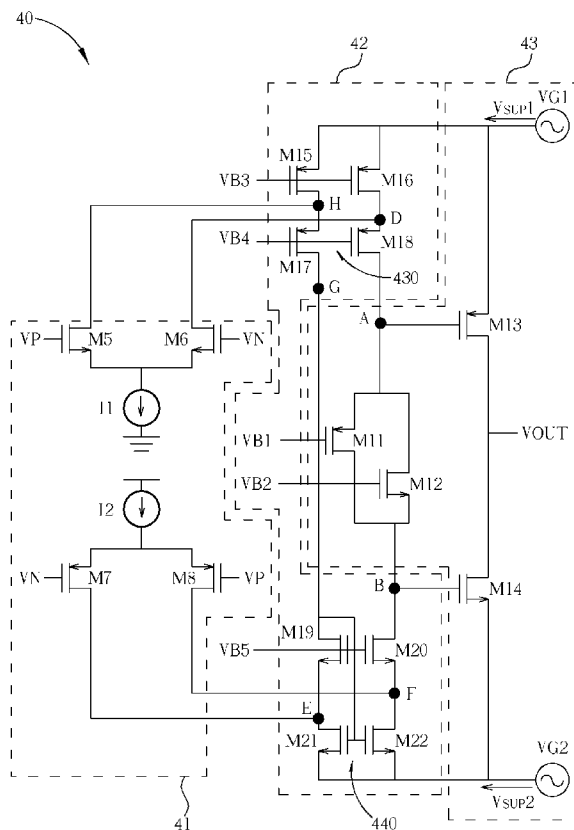 40
42
43
VG1
VSUP1
M15
VB3
M16
H
D
VB4
M18
M17
430
G
A
M13
VP
M5
M6
VN
I1
VOUT
VB1
M11
VB2
M12
I2
VN
M7
M8
VP
B
M14
M19
VB5
M20
E
F
M21
M22
VG2
VSUP2
41
440